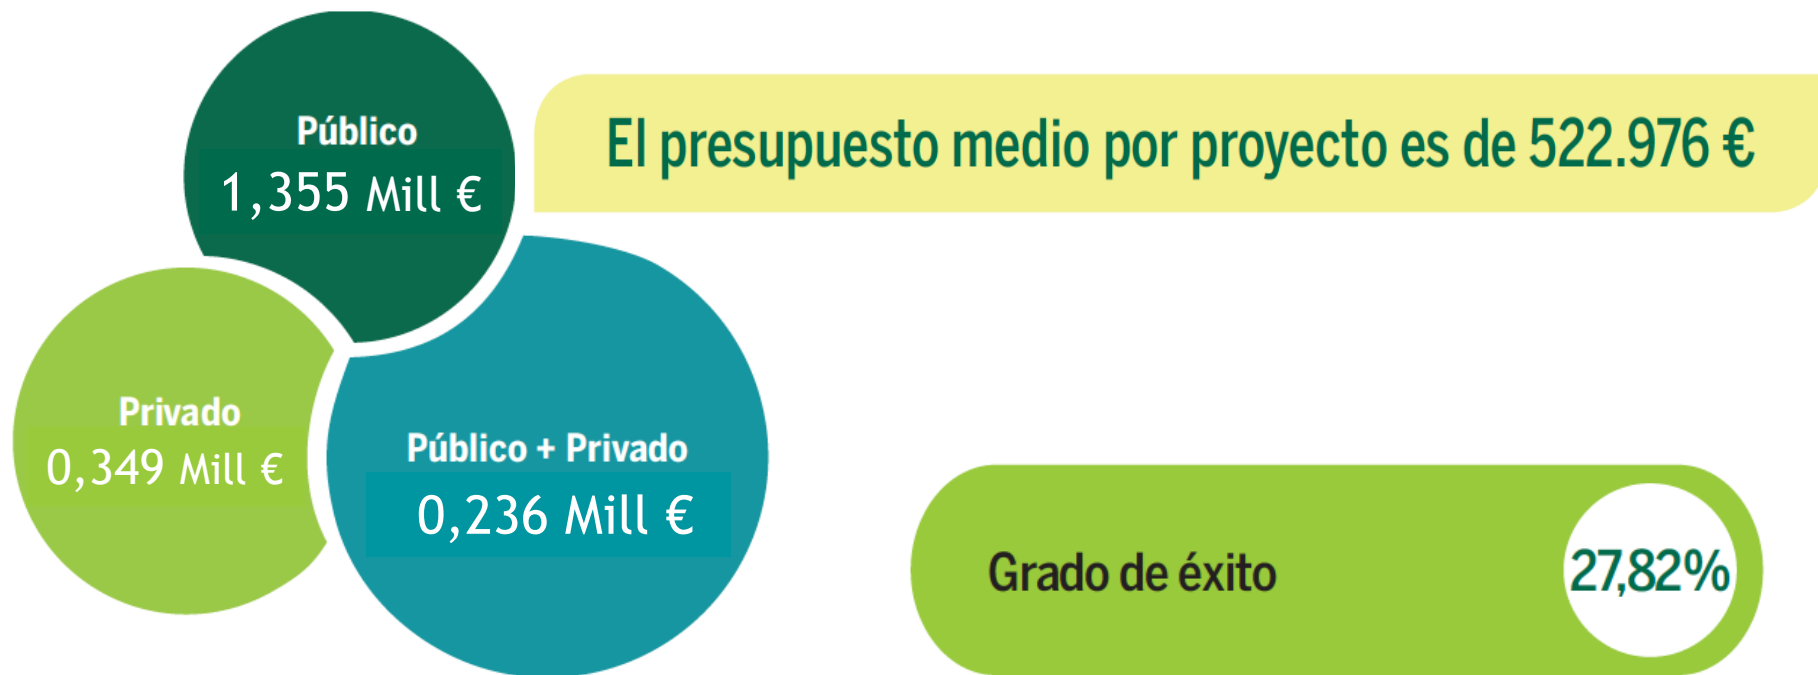 Público
1,355 Mill €
El presupuesto medio por proyecto es de 522.976 €
Privado
0,349 Mill €
Público + Privado
0,236 Mill €
Grado de éxito
27,82%